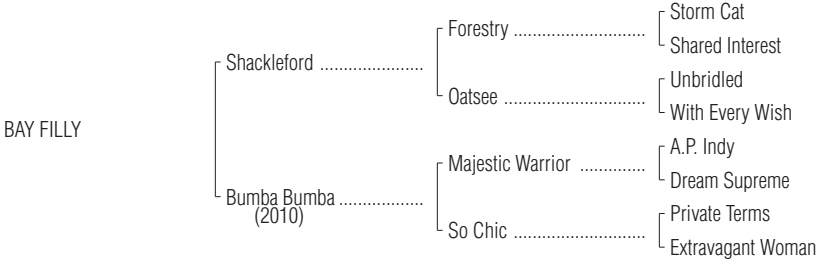 Storm Cat
Forestry ............................
Shared Interest
Shackleford ......................
Unbridled
Oatsee ..............................
With Every Wish
BAY FILLY
A.P. Indy
Majestic Warrior ..............
Dream Supreme
Bumba Bumba ..................
(2010)
Private Terms
So Chic ............................
Extravagant Woman